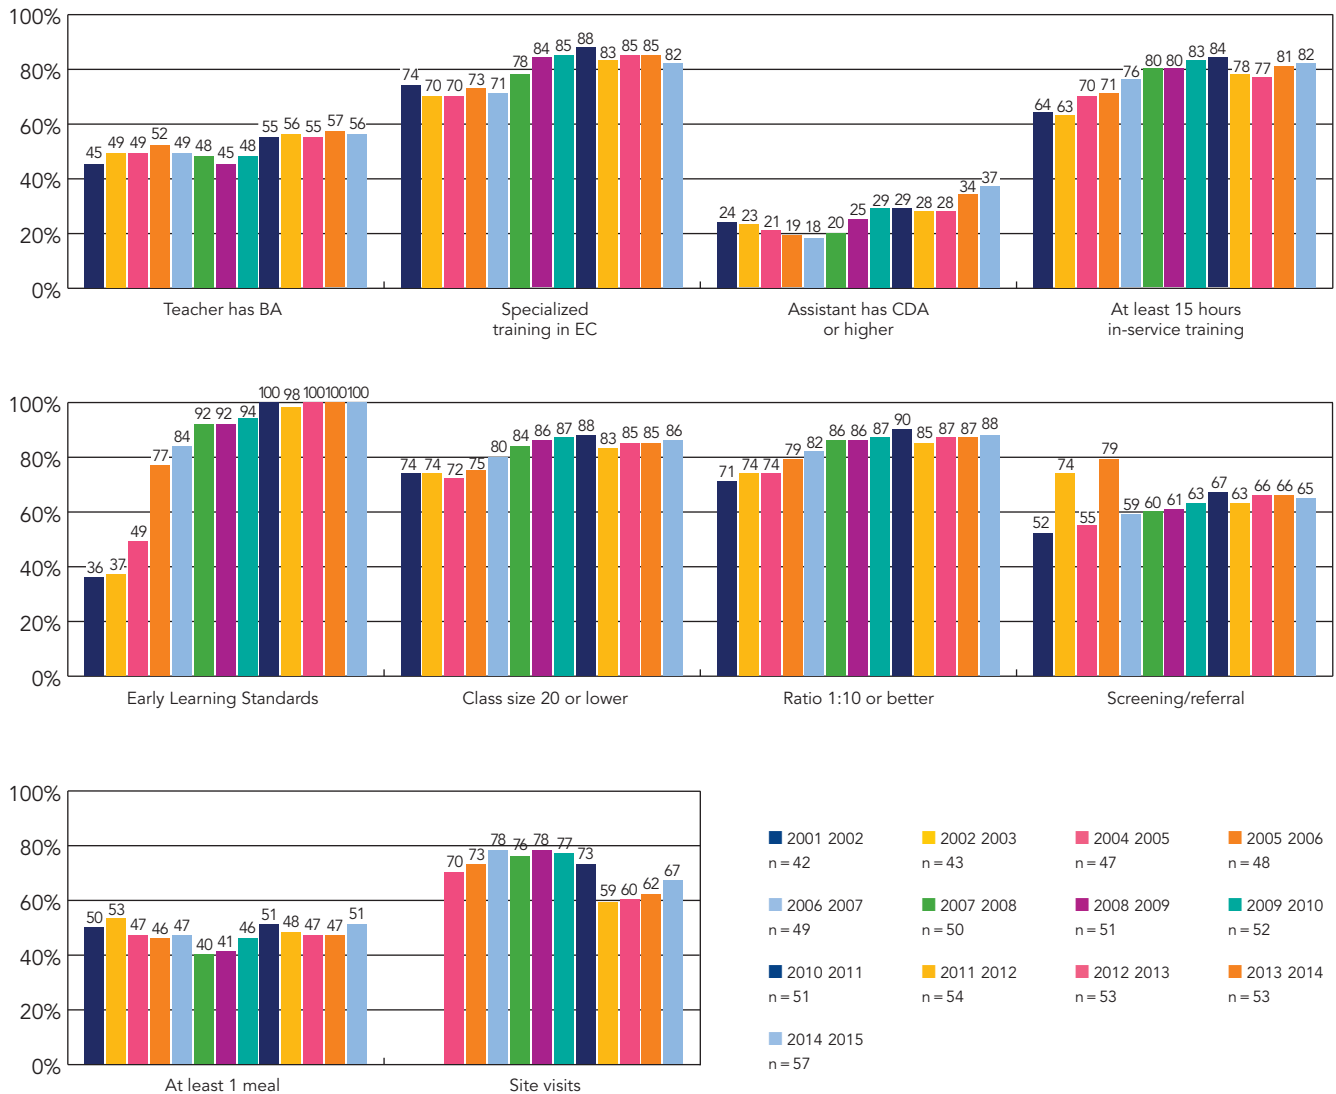 100%
80%
60%
40%
20%
0%
45 49 49 52 49 48 45 48 55 56 55 57 56
74 70 70 73 71 78 84 85 88 83 85 85 82
24 23 21 19 18 20 25 29 29 28 28 34 37
64 63 70 71 76 80 80 83 84 78 77 81 82
Teacher has BA
Specialized
training in EC
Assistant has CDA
or higher
At least 15 hours
in-service training
100%
80%
60%
40%
20%
0%
36 37 49 77 84 92 92 94 100 98 100 100 100
74 74 72 75 80 84 86 87 88 83 85 85 86
71 74 74 79 82 86 86 87 90 85 87 87 88
52 74 55 79 59 60 61 63 67 63 66 66 65
Early Learning Standards
Class size 20 or lower
Ratio 1:10 or better
Screening/referral
100%
80%
60%
40%
20%
0%
50 53 47 46 47 40 41 46 51 48 47 47 51
70 73 78 76 78 77 73 59 60 62 67
At least 1 meal
Site visits
2001 2002
n = 42
2002 2003
n = 43
2004 2005
n = 47
2005 2006
n = 48
2006 2007
n = 49
2007 2008
n = 50
2008 2009
n = 51
2009 2010
n = 52
2010 2011
n = 51
2011 2012
n = 54
2012 2013
n = 53
2013 2014
n = 53
2014 2015
n = 57